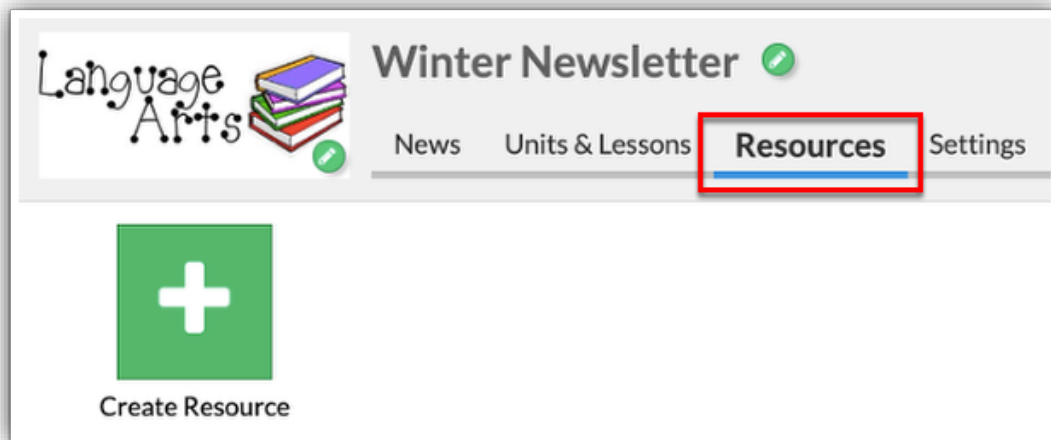 Language
Arts
Winter Newsletter
News Units & Lessons Resources Settings
Create Resource